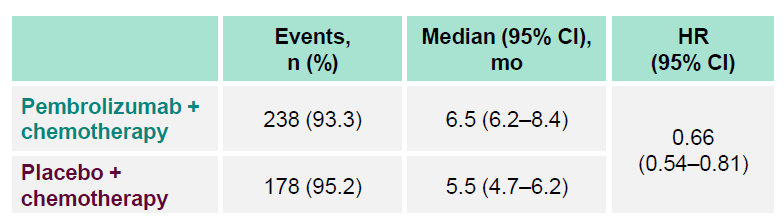 Events,
n (%)
Median (95% CI),
mo
HR
(95% CI)
Pembrolizumab +
chemotherapy
238 (93.3)
6.5 (6.2–8.4)
0.66
(0.54–0.81)
Placebo +
chemotherapy
178 (95.2)
5.5 (4.7–6.2)